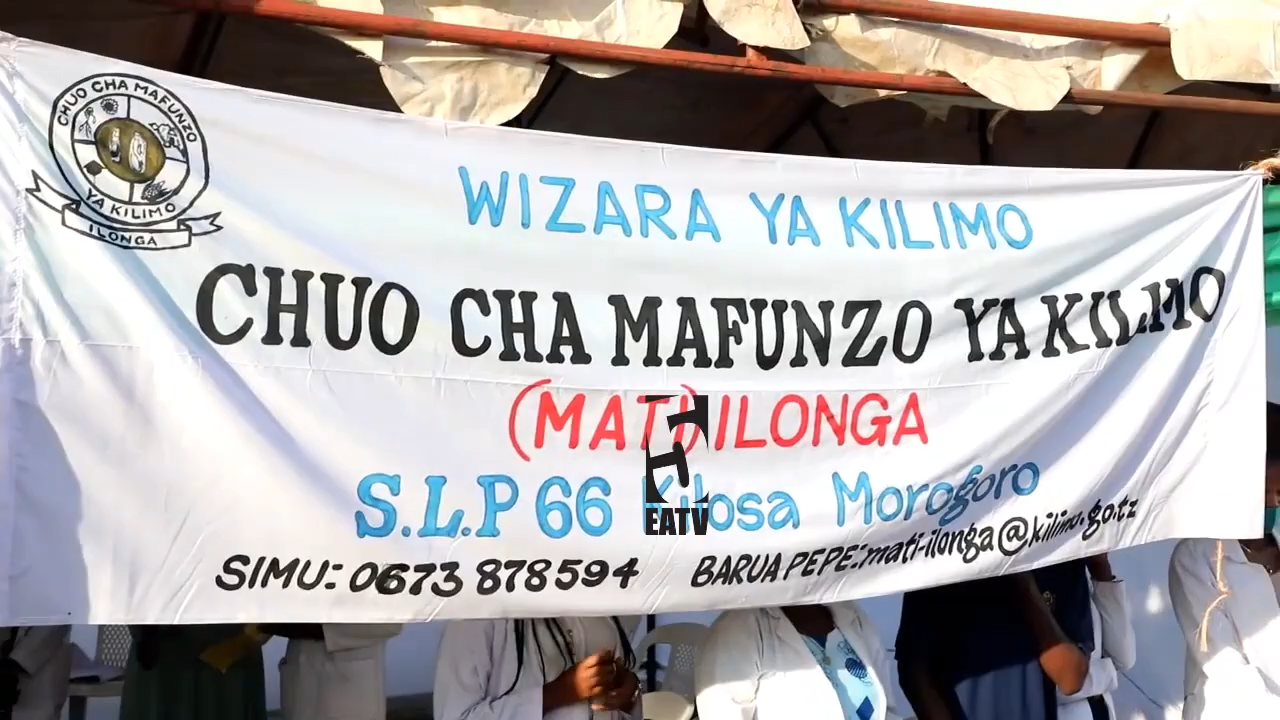 CHUO CHA MAFUNZO
YA KILIMO
ILONGA
WIZARA YA KILIMO
CHUO CHA MAFUNZO YA KILIMO
(MATI) ILONGA
S.L.P 66 Kilosa Morogoro
EATV
SIMU: 0673 878594 BARUA PEPE: mati-ilonga@kilimo.go.tz